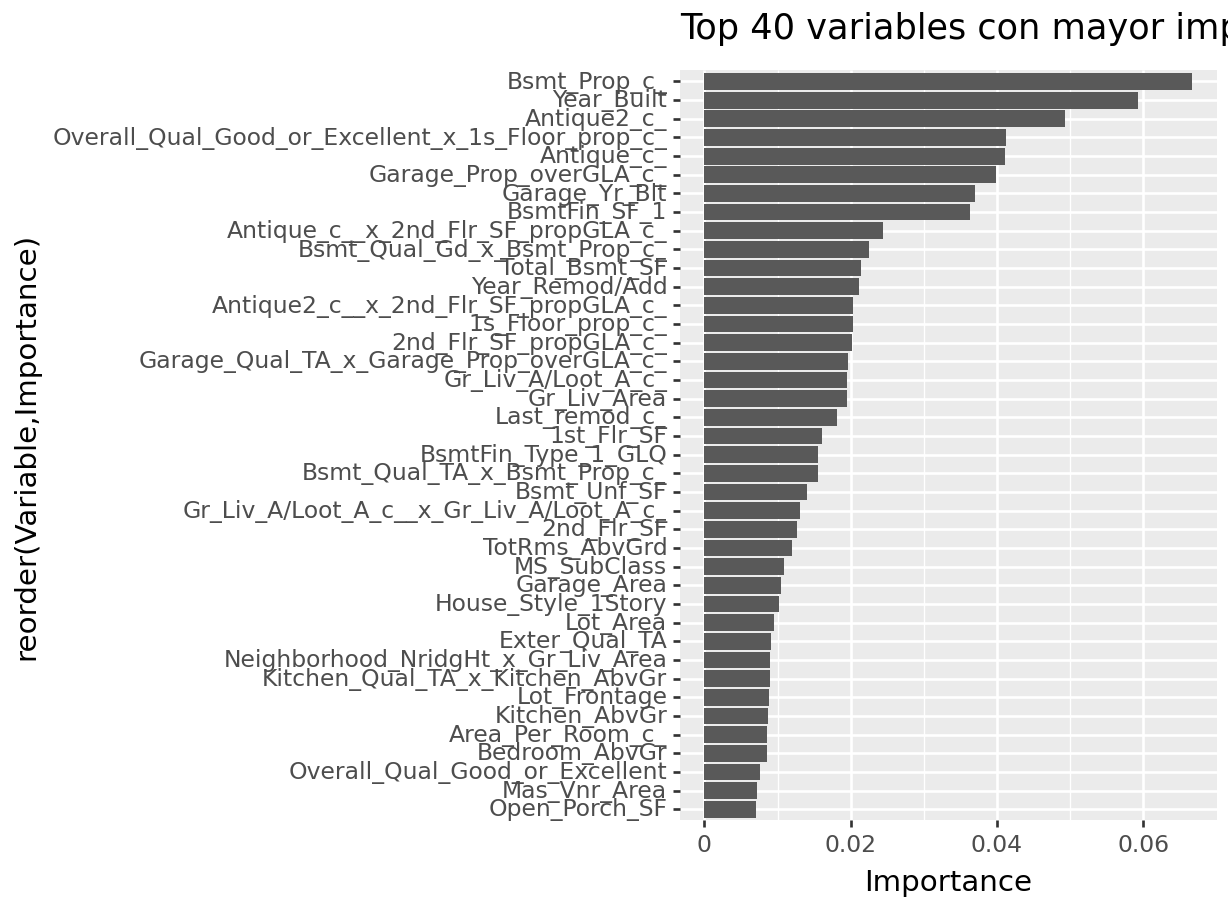 Top 40 variables con mayor imp
Bsmt_Prop_c_
Year_Built
Antique2_c_
Overall_Qual_Good_or_Excellent_x_1s_Floor_prop_c_
Antique_c_
Garage_Prop_overGLA_c_
Garage_Yr_Blt
BsmtFin_SF_1
Antique_c__x_2nd_Flr_SF_propGLA_c_
Bsmt_Qual_Gd_x_Bsmt_Prop_c_
Total_Bsmt_SF
Year_Remod/Add
Antique2_c__x_2nd_Flr_SF_propGLA_c_
1s_Floor_prop_c_
2nd_Flr_SF_propGLA_c_
Garage_Qual_TA_x_Garage_Prop_overGLA_c_
Gr_Liv_A/Loot_A_c_
Gr_Liv_Area
Last_remod_c_
1st_Flr_SF
BsmtFin_Type_1_GLQ
Bsmt_Qual_TA_x_Bsmt_Prop_c_
Bsmt_Unf_SF
Gr_Liv_A/Loot_A_c__x_Gr_Liv_A/Loot_A_c_
2nd_Flr_SF
TotRms_AbvGrd
MS_SubClass
Garage_Area
House_Style_1Story
Lot_Area
Exter_Qual_TA
Neighborhood_NridgHt_x_Gr_Liv_Area
Kitchen_Qual_TA_x_Kitchen_AbvGr
Lot_Frontage
Kitchen_AbvGr
Area_Per_Room_c_
Bedroom_AbvGr
Overall_Qual_Good_or_Excellent
Mas_Vnr_Area
Open_Porch_SF
reorder(Variable,Importance)
0 0.02 0.04 0.06
Importance